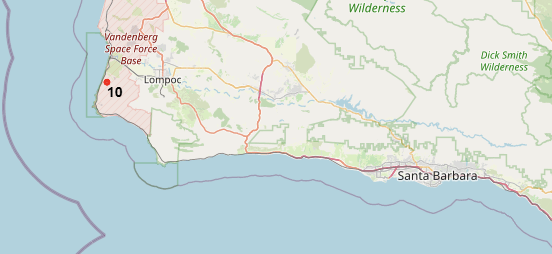 Wilderness
Vandenberg
Space Force
Base
Dick Smith
Wilderness
Lompoc
10
Santa Barbara